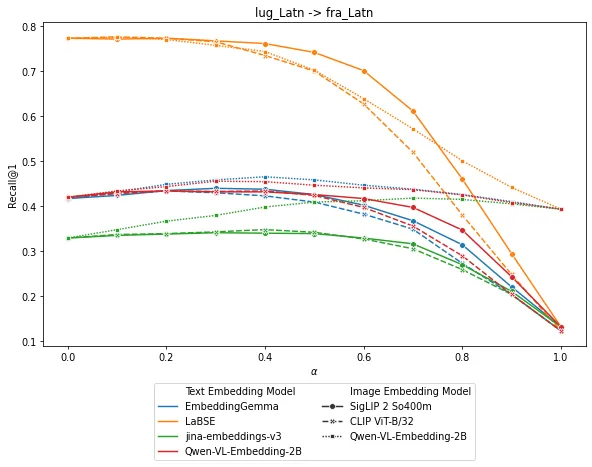 lug_Latn -> fra_Latn
0.8
0.7
0.6
0.5
0.4
0.3
0.2
0.1
Recall@1
0.0 0.2 0.4 0.6 0.8 1.0
α
Text Embedding Model Image Embedding Model
EmbeddingGemma SigLIP 2 So400m
LaBSE CLIP ViT-B/32
jina-embeddings-v3 Qwen-VL-Embedding-2B
Qwen-VL-Embedding-2B